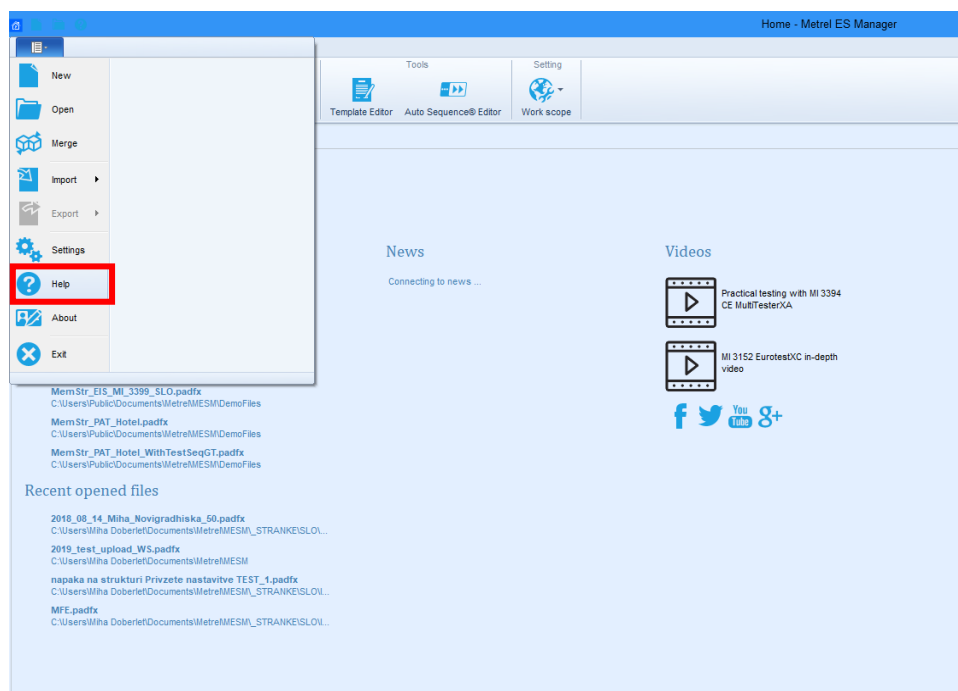 Home - Metrel ES Manager
New
Open
Merge
Import
Export
Settings
Help
About
Exit
Tools
Setting
Template Editor
Auto Sequence® Editor
Work scope
News
Connecting to news ...
Videos
Practical testing with MI 3394
CE MultiTesterXA
MI 3152 EurotestXC in-depth
video
You
Tube
MemStr_EIS_MI_3399_SLO.padfx
C:\Users\Public\Documents\Metrel\MESM\DemoFiles
MemStr_PAT_Hotel.padfx
C:\Users\Public\Documents\Metrel\MESM\DemoFiles
MemStr_PAT_Hotel_WithTestSeqGT.padfx
C:\Users\Public\Documents\Metrel\MESM\DemoFiles
Recent opened files
2018_08_14_Miha_Novigradhiska_50.padfx
C:\Users\Miha Doberlet\Documents\Metrel\MESM\_STRANKE\SLO\...
2019_test_upload_WS.padfx
C:\Users\Miha Doberlet\Documents\Metrel\MESM
napaka na strukturi Privzete nastavitve TEST_1.padfx
C:\Users\Miha Doberlet\Documents\Metrel\MESM\_STRANKE\SLO\I...
MFE.padfx
C:\Users\Miha Doberlet\Documents\Metrel\MESM\_STRANKE\SLO\I...